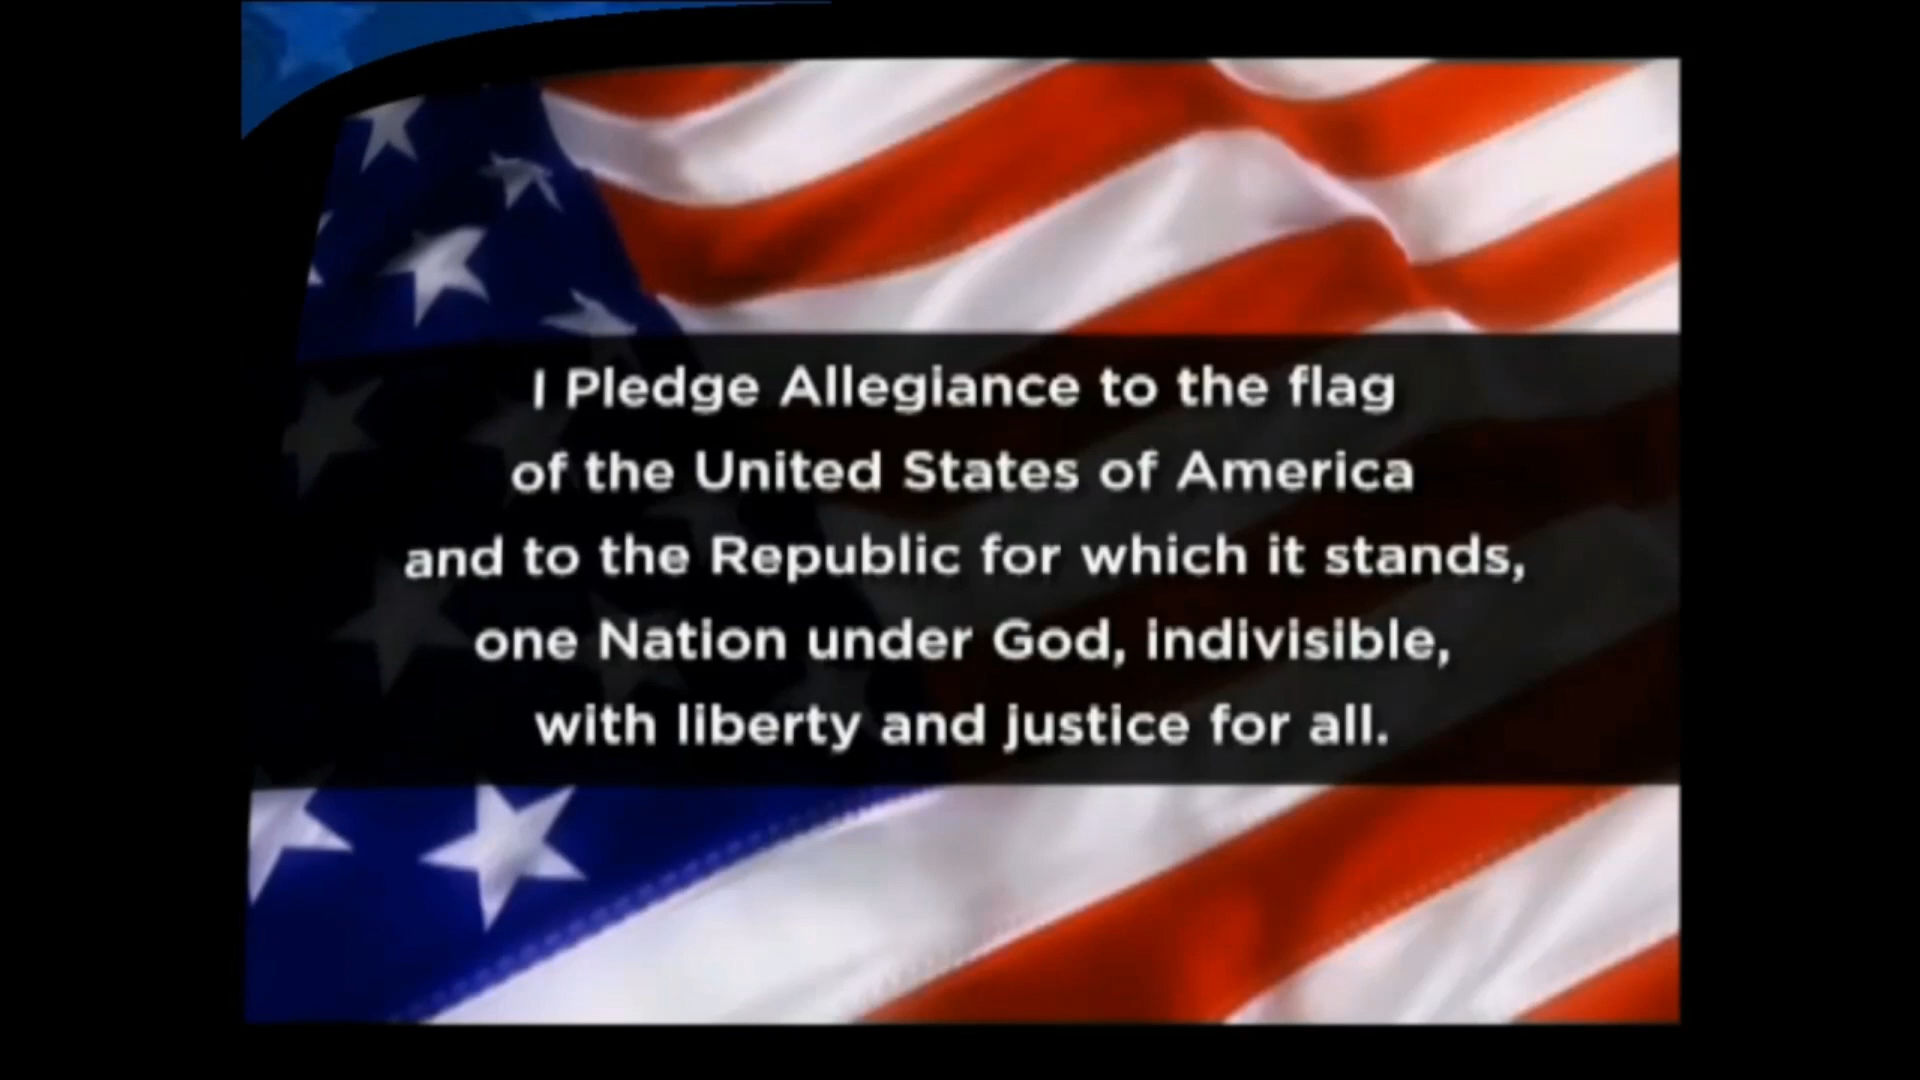 I Pledge Allegiance to the flag
of the United States of America
and to the Republic for which it stands,
one Nation under God, indivisible,
with liberty and justice for all.